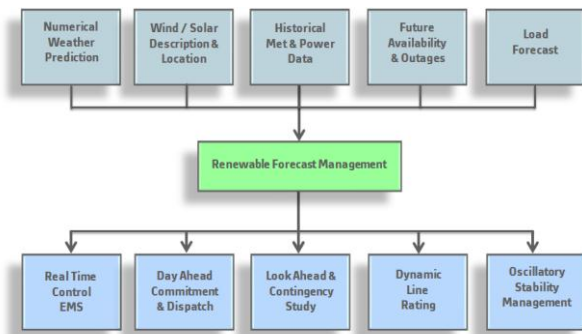 Numerical
Weather
Prediction
Wind / Solar
Description &
Location
Historical
Met & Power
Data
Future
Availability
& Outages
Load
Forecast
Renewable Forecast Management
Real Time
Control
EMS
Day Ahead
Commitment
& Dispatch
Look Ahead &
Contingency
Study
Dynamic
Line
Rating
Oscillatory
Stability
Management